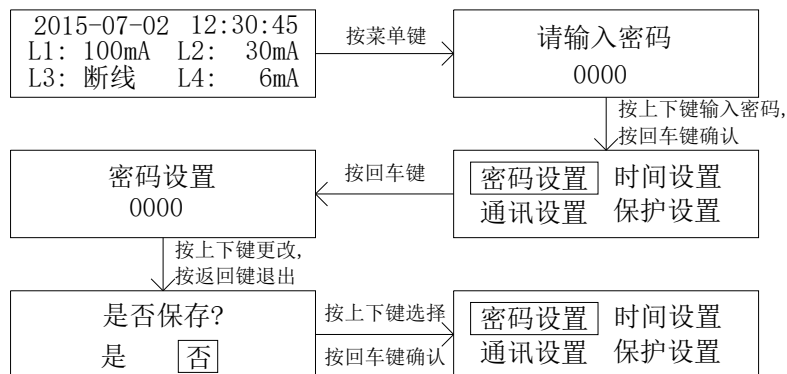 2015-07-02 12:30:45
L1: 100mA L2: 30mA
L3: 断线 L4: 6mA
按菜单键
请输入密码
0000
按上下键输入密码,
按回车键确认
密码设置 时间设置
通讯设置 保护设置
按回车键
密码设置
0000
按上下键更改,
按返回键退出
是否保存?
是 否
按上下键选择
按回车键确认
密码设置 时间设置
通讯设置 保护设置